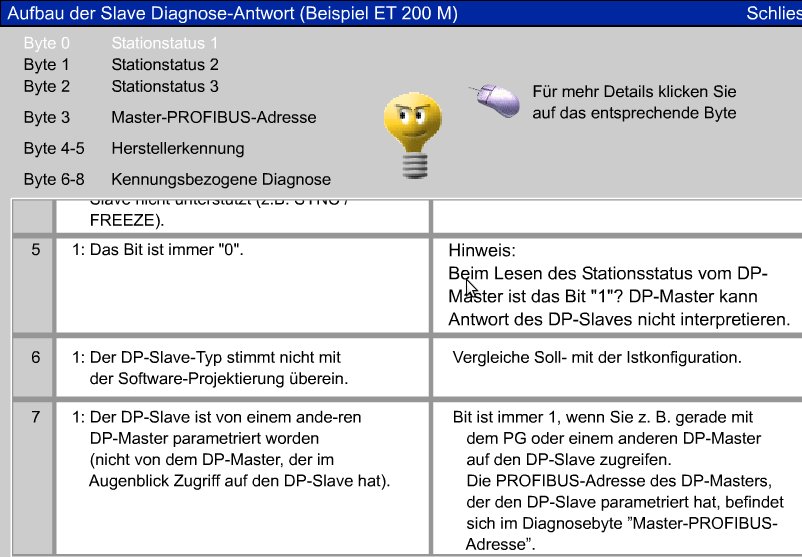 Aufbau der Slave Diagnose-Antwort (Beispiel ET 200 M)
Schlies
Byte 0 Stationstatus 1
Byte 1 Stationstatus 2
Byte 2 Stationstatus 3
Byte 3 Master-PROFIBUS-Adresse
Byte 4-5 Herstellerkennung
Byte 6-8 Kennungsbezogene Diagnose
Für mehr Details klicken Sie
auf das entsprechende Byte
Slave nicht unterstützt (z.B. SYNC /
FREEZE).
5
1: Das Bit ist immer "0".
Hinweis:
Beim Lesen des Stationsstatus vom DP-
Master ist das Bit "1"? DP-Master kann
Antwort des DP-Slaves nicht interpretieren.
6
1: Der DP-Slave-Typ stimmt nicht mit
der Software-Projektierung überein.
Vergleiche Soll- mit der Istkonfiguration.
7
1: Der DP-Slave ist von einem ande-ren
DP-Master parametriert worden
(nicht von dem DP-Master, der im
Augenblick Zugriff auf den DP-Slave hat).
Bit ist immer 1, wenn Sie z. B. gerade mit
dem PG oder einem anderen DP-Master
auf den DP-Slave zugreifen.
Die PROFIBUS-Adresse des DP-Masters,
der den DP-Slave parametriert hat, befindet
sich im Diagnosebyte ”Master-PROFIBUS-
Adresse”.